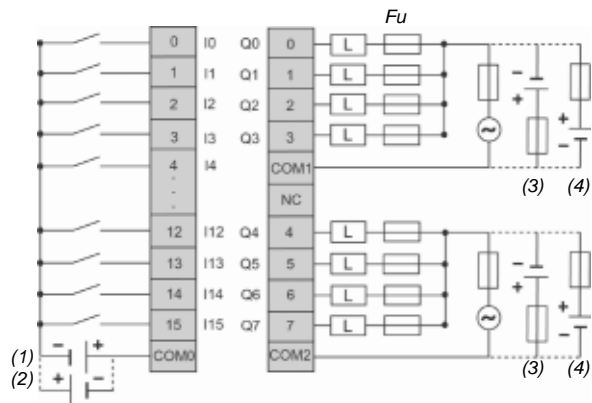 Fu
0 I0 Q0 0 L
1 I1 Q1 1 L
2 I2 Q2 2 L
3 I3 Q3 3 L
4 I4 COM1
(3) (4)
NC
12 I12 Q4 4 L
13 I13 Q5 5 L
14 I14 Q6 6 L
15 I15 Q7 7 L
(1) - + COM0 COM2
(2) + -
(3) (4)
- +
+ -
- +
+ -